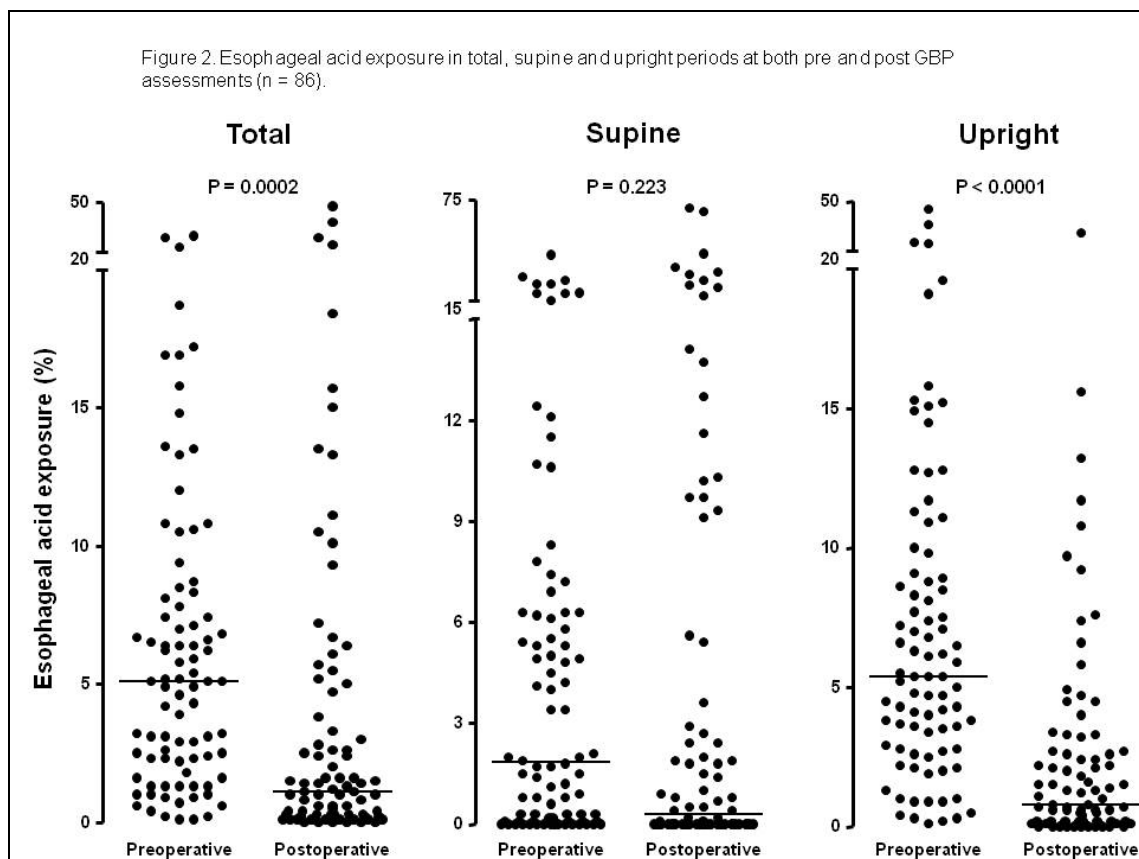 Figure 2. Esophageal acid exposure in total, supine and upright periods at both pre and post GBP
assessments (n = 86).
Total
Supine
Upright
P = 0.0002
P = 0.223
P < 0.0001
Esophageal acid exposure (%)
50
20
15
10
5
0
Preoperative
Postoperative
75
15
12
9
6
3
0
Preoperative
Postoperative
50
20
15
10
5
0
Preoperative
Postoperative